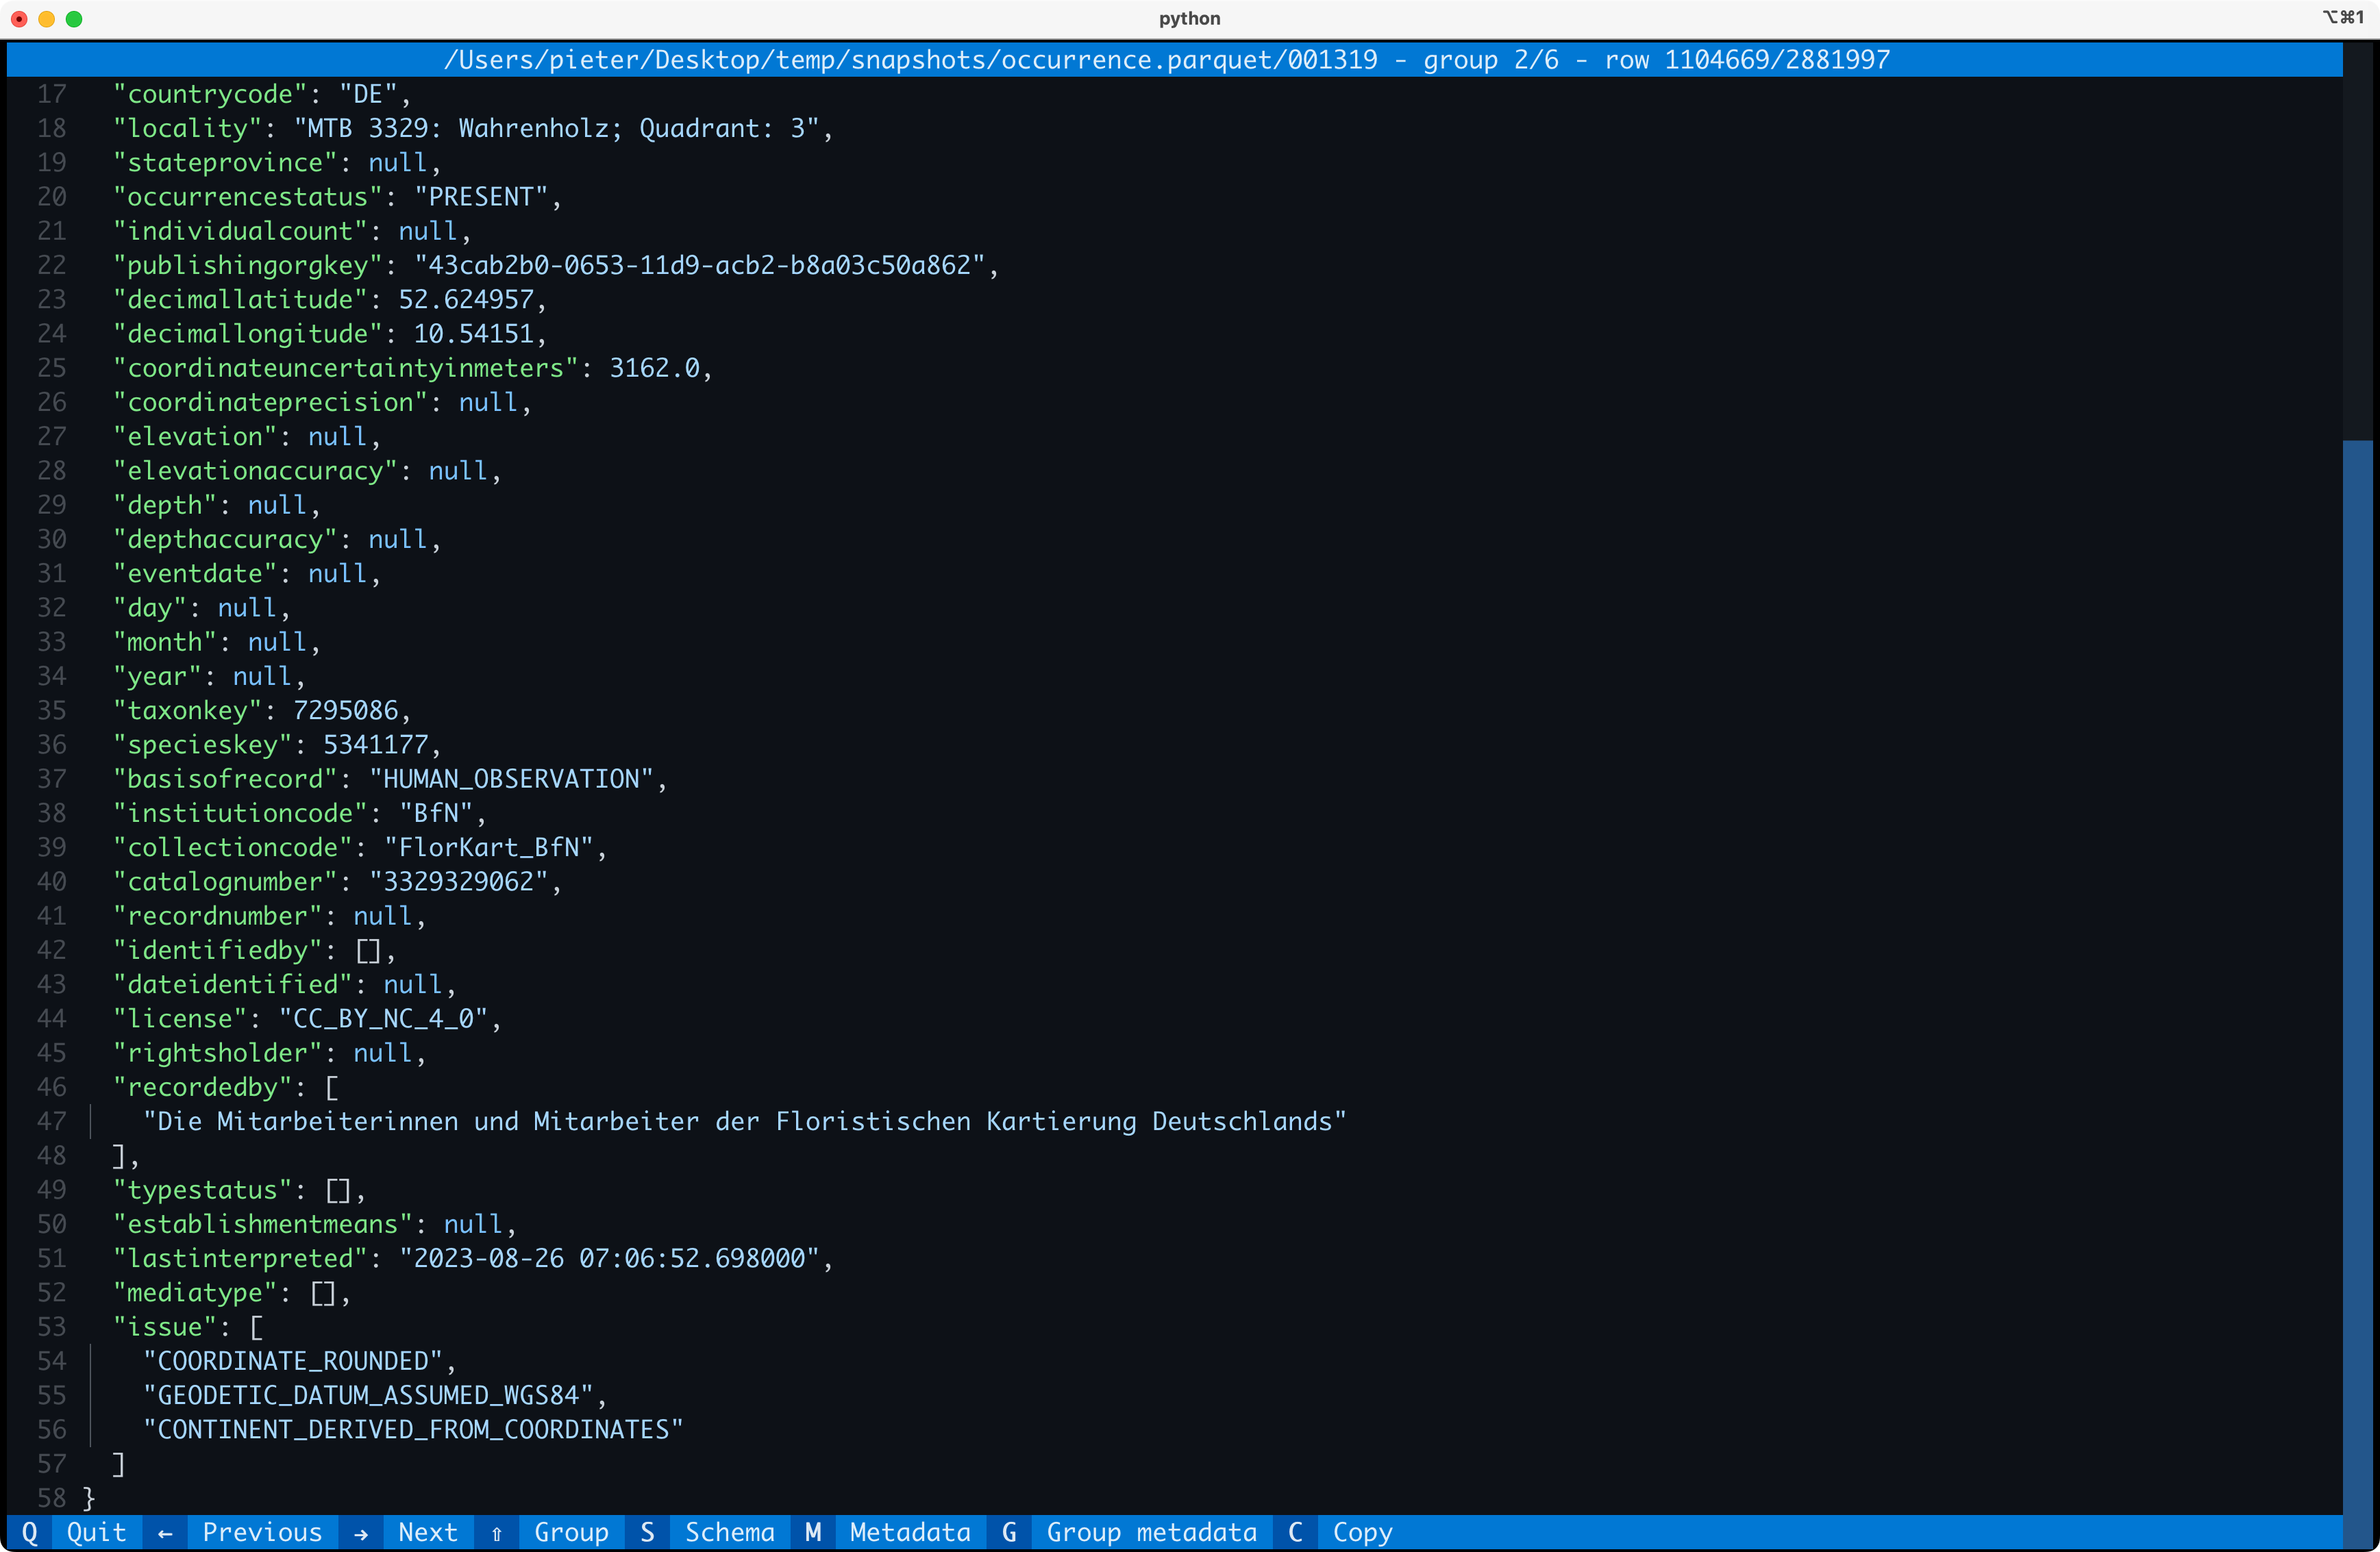 python
⌥⌘1
/Users/pieter/Desktop/temp/snapshots/occurrence.parquet/001319 - group 2/6 - row 1104669/2881997
17 "countrycode": "DE",
18 "locality": "MTB 3329: Wahrenholz; Quadrant: 3",
19 "stateprovince": null,
20 "occurrencestatus": "PRESENT",
21 "individualcount": null,
22 "publishingorgkey": "43cab2b0-0653-11d9-acb2-b8a03c50a862",
23 "decimallatitude": 52.624957,
24 "decimallongitude": 10.54151,
25 "coordinateuncertaintyinmeters": 3162.0,
26 "coordinateprecision": null,
27 "elevation": null,
28 "elevationaccuracy": null,
29 "depth": null,
30 "depthaccuracy": null,
31 "eventdate": null,
32 "day": null,
33 "month": null,
34 "year": null,
35 "taxonkey": 7295086,
36 "specieskey": 5341177,
37 "basisofrecord": "HUMAN_OBSERVATION",
38 "institutioncode": "BfN",
39 "collectioncode": "FlorKart_BfN",
40 "catalognumber": "3329329062",
41 "recordnumber": null,
42 "identifiedby": [],
43 "dateidentified": null,
44 "license": "CC_BY_NC_4_0",
45 "rightsholder": null,
46 "recordedby": [
47 "Die Mitarbeiterinnen und Mitarbeiter der Floristischen Kartierung Deutschlands"
48 ],
49 "typestatus": [],
50 "establishmentmeans": null,
51 "lastinterpreted": "2023-08-26 07:06:52.698000",
52 "mediatype": [],
53 "issue": [
54 "COORDINATE_ROUNDED",
55 "GEODETIC_DATUM_ASSUMED_WGS84",
56 "CONTINENT_DERIVED_FROM_COORDINATES"
57 ]
58 }
Q Quit ← Previous → Next ⇧ Group S Schema M Metadata G Group metadata C Copy